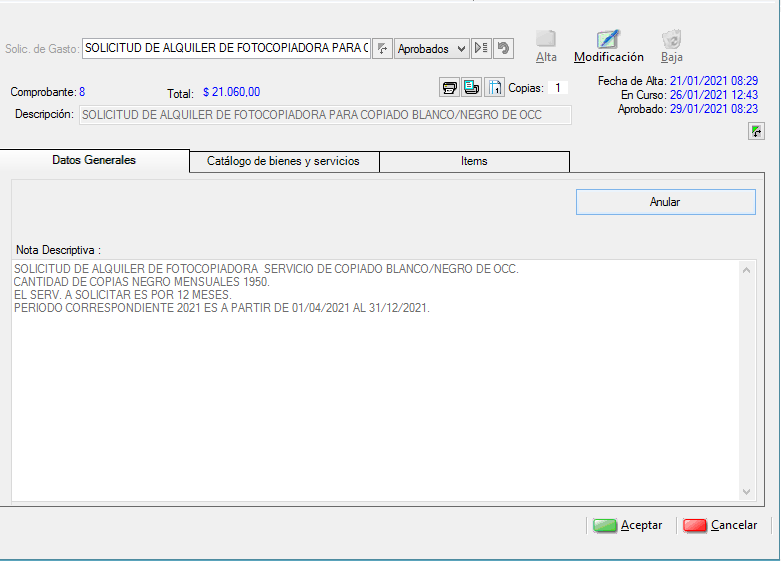 Solic. de Gasto: SOLICITUD DE ALQUILER DE FOTOCOPIADORA PARA C Aprobados
Alta Modificación Baja
Comprobante: 8 Total: $ 21.060,00 Copias: 1
Fecha de Alta: 21/01/2021 08:29
En Curso: 26/01/2021 12:43
Aprobado: 29/01/2021 08:23
Descripción: SOLICITUD DE ALQUILER DE FOTOCOPIADORA PARA COPIADO BLANCO/NEGRO DE OCC
Datos Generales Catálogo de bienes y servicios Items
Anular
Nota Descriptiva :
SOLICITUD DE ALQUILER DE FOTOCOPIADORA SERVICIO DE COPIADO BLANCO/NEGRO DE OCC.
CANTIDAD DE COPIAS NEGRO MENSUALES 1950.
EL SERV. A SOLICITAR ES POR 12 MESES.
PERIODO CORRESPONDIENTE 2021 ES A PARTIR DE 01/04/2021 AL 31/12/2021.
Aceptar Cancelar